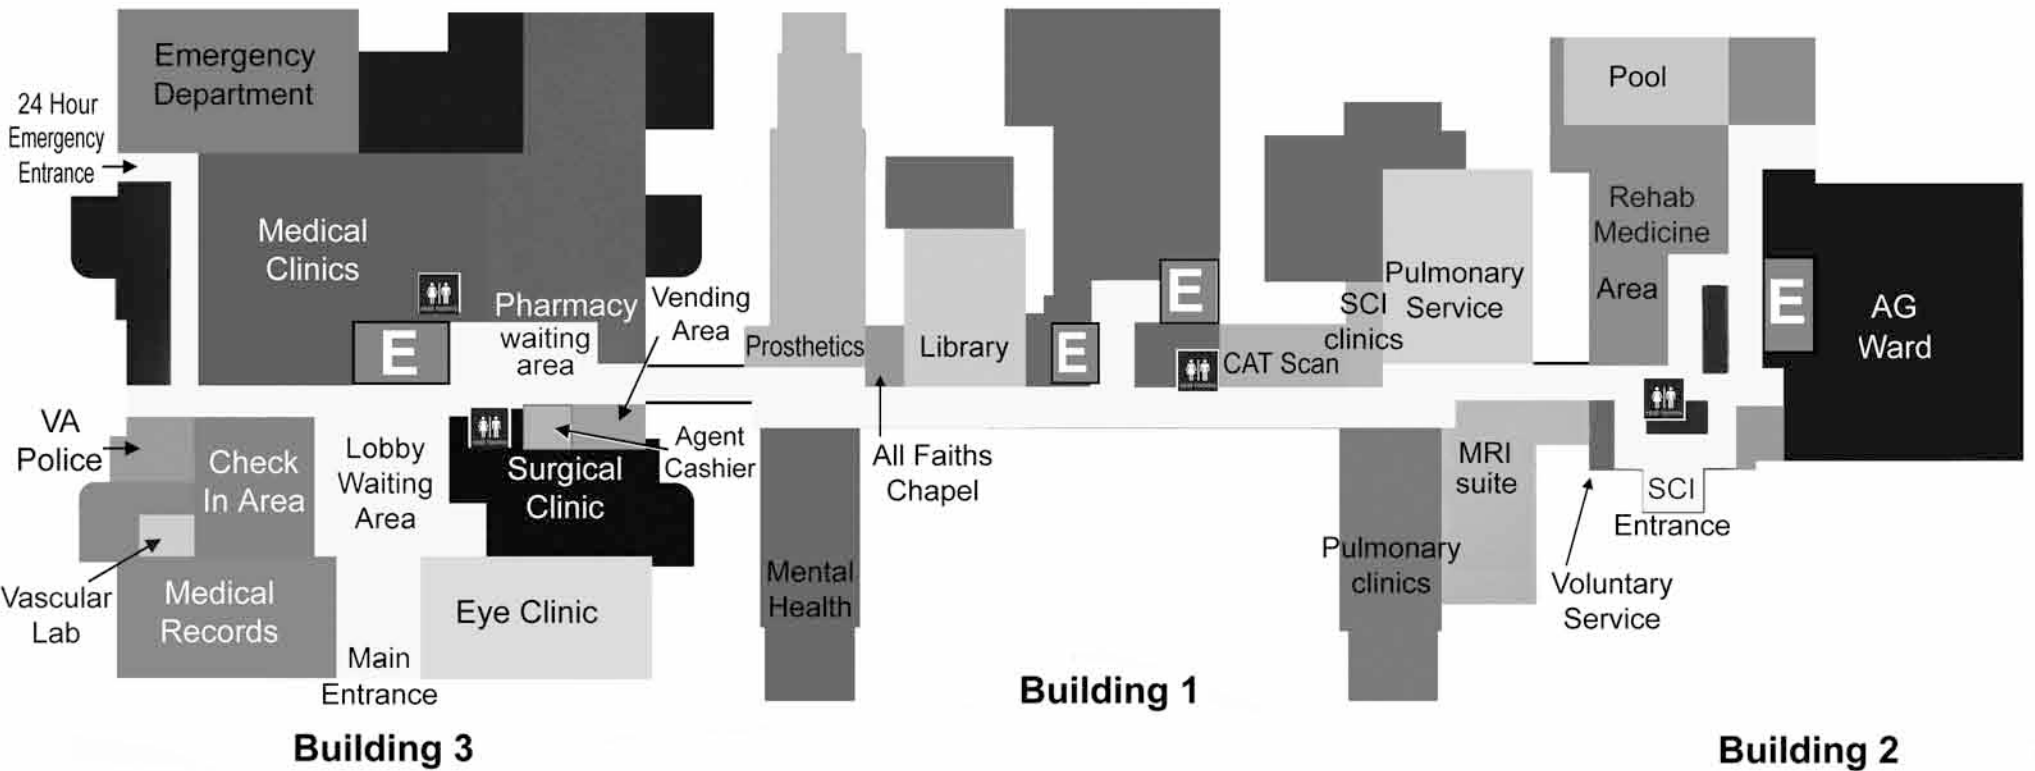 Emergency
Department
24 Hour
Emergency
Entrance
Medical
Clinics
E
Pharmacy
waiting
area
Vending
Area
VA
Police
Check
In Area
Lobby
Waiting
Area
Surgical
Clinic
Agent
Cashier
Vascular
Lab
Medical
Records
Eye Clinic
Main
Entrance
Building 3
Prosthetics
Library
All Faiths
Chapel
E
E
CAT Scan
SCI
clinics
Pulmonary
Service
Mental
Health
Pulmonary
clinics
MRI
suite
Building 1
Pool
Rehab
Medicine
Area
E
AG
Ward
SCI
Entrance
Voluntary
Service
Building 2